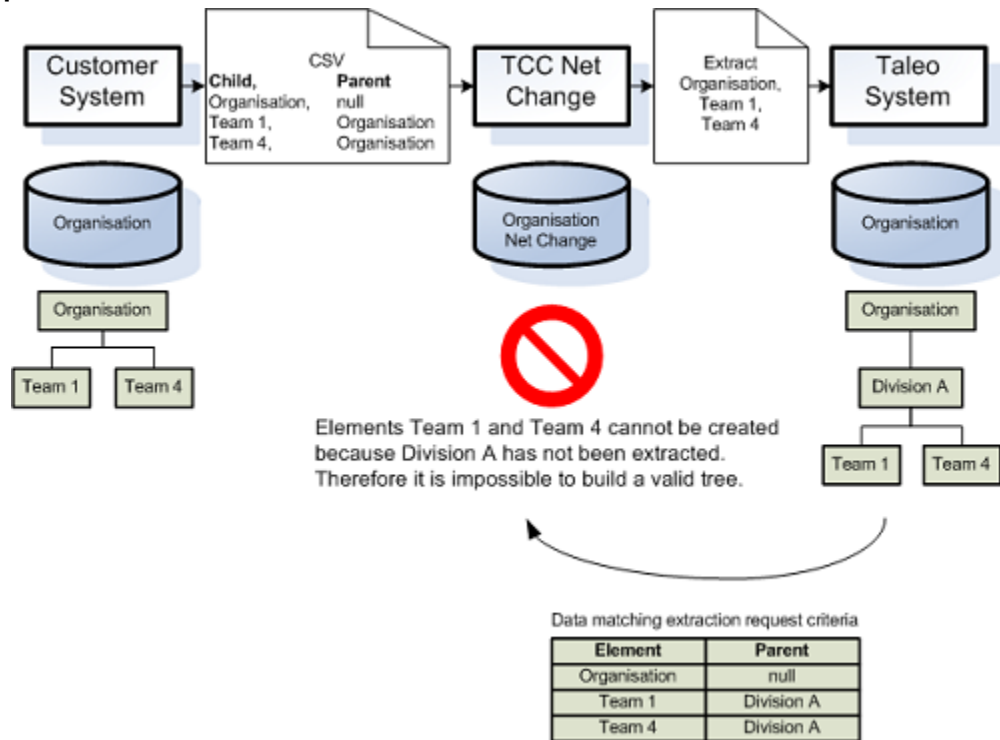 Customer
System
CSV
Child, Parent
Organisation, null
Team 1, Organisation
Team 4, Organisation
TCC Net
Change
Extract
Organisation,
Team 1,
Team 4
Taleo
System
Organisation
Organisation
Net Change
Organisation
Organisation
Team 1
Team 4
Organisation
Division A
Team 1
Team 4
Elements Team 1 and Team 4 cannot be created
because Division A has not been extracted.
Therefore it is impossible to build a valid tree.
Data matching extraction request criteria
Element Parent
Organisation null
Team 1 Division A
Team 4 Division A